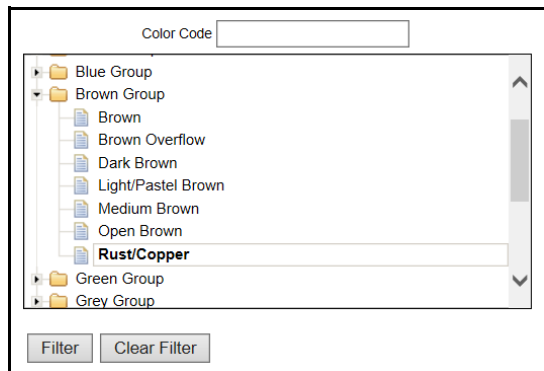 Color Code
Blue Group
Brown Group
Brown
Brown Overflow
Dark Brown
Light/Pastel Brown
Medium Brown
Open Brown
Rust/Copper
Green Group
Grey Group
Filter Clear Filter